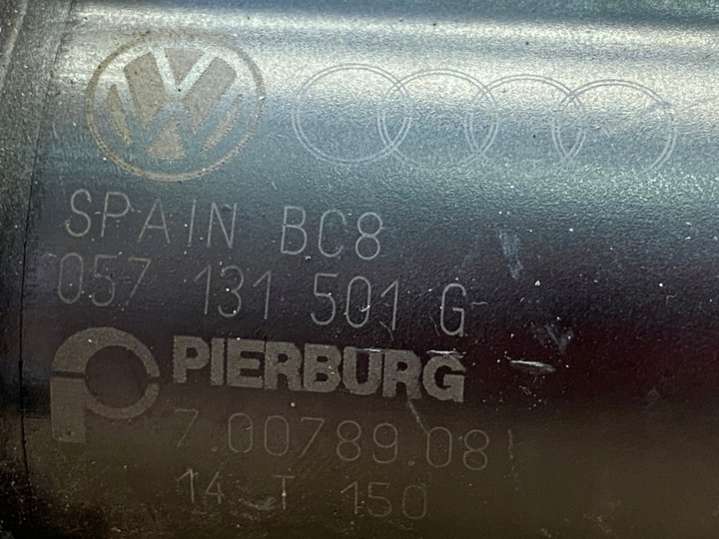 SPAIN BC8
057 131 501 G
PIERBURG
7.00789.08
14 T 150